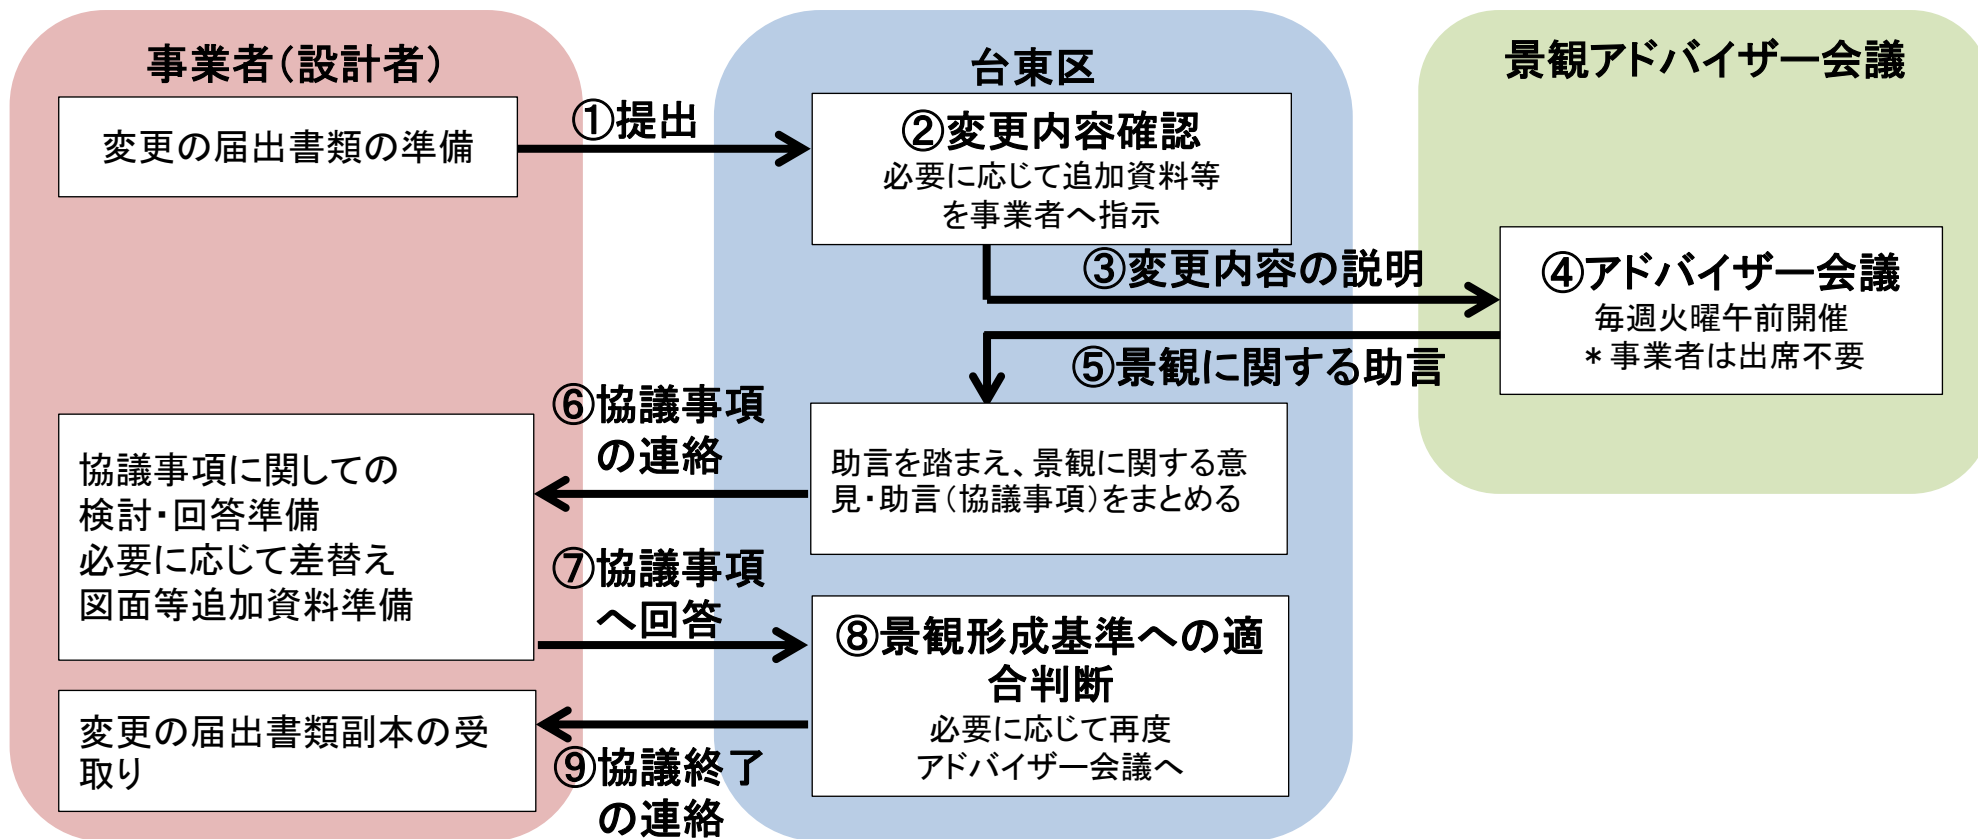 事業者（設計者）
変更の届出書類の準備
①提出
台東区
②変更内容確認
必要に応じて追加資料等
を事業者へ指示
③変更内容の説明
景観アドバイザー会議
④アドバイザー会議
毎週火曜午前開催
＊事業者は出席不要
⑤景観に関する助言
助言を踏まえ、景観に関する意
見・助言（協議事項）をまとめる
⑥協議事項
の連絡
協議事項に関しての
検討・回答準備
必要に応じて差替え
図面等追加資料準備
⑦協議事項
へ回答
⑧景観形成基準への適
合判断
必要に応じて再度
アドバイザー会議へ
⑨協議終了
の連絡
変更の届出書類副本の受
取り